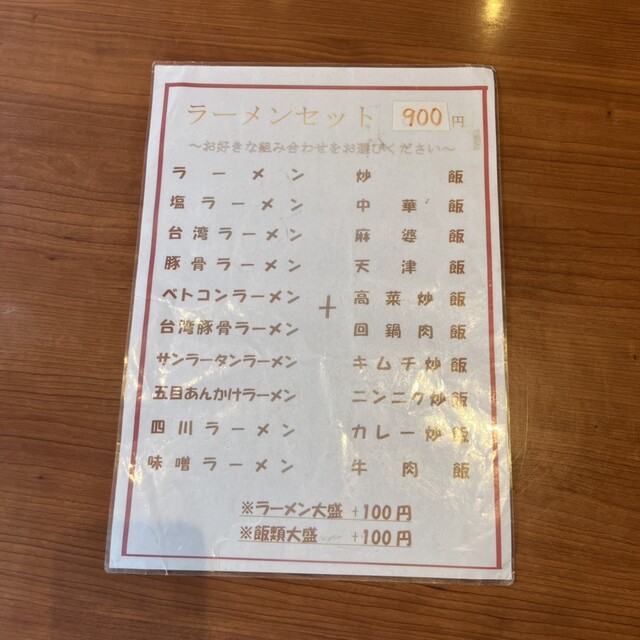 ラーメンセット 900円
～お好きな組み合わせをお選びください～
ラーメン 炒飯
塩ラーメン 中華飯
台湾ラーメン 麻婆飯
豚骨ラーメン 天津飯
ベトコンラーメン + 高菜炒飯
台湾豚骨ラーメン 回鍋肉飯
サンラータンラーメン キムチ炒飯
五目あんかけラーメン ニンニク炒飯
四川ラーメン カレー炒飯
味噌ラーメン 牛肉飯
※ラーメン大盛 +100円
※飯類大盛 +100円